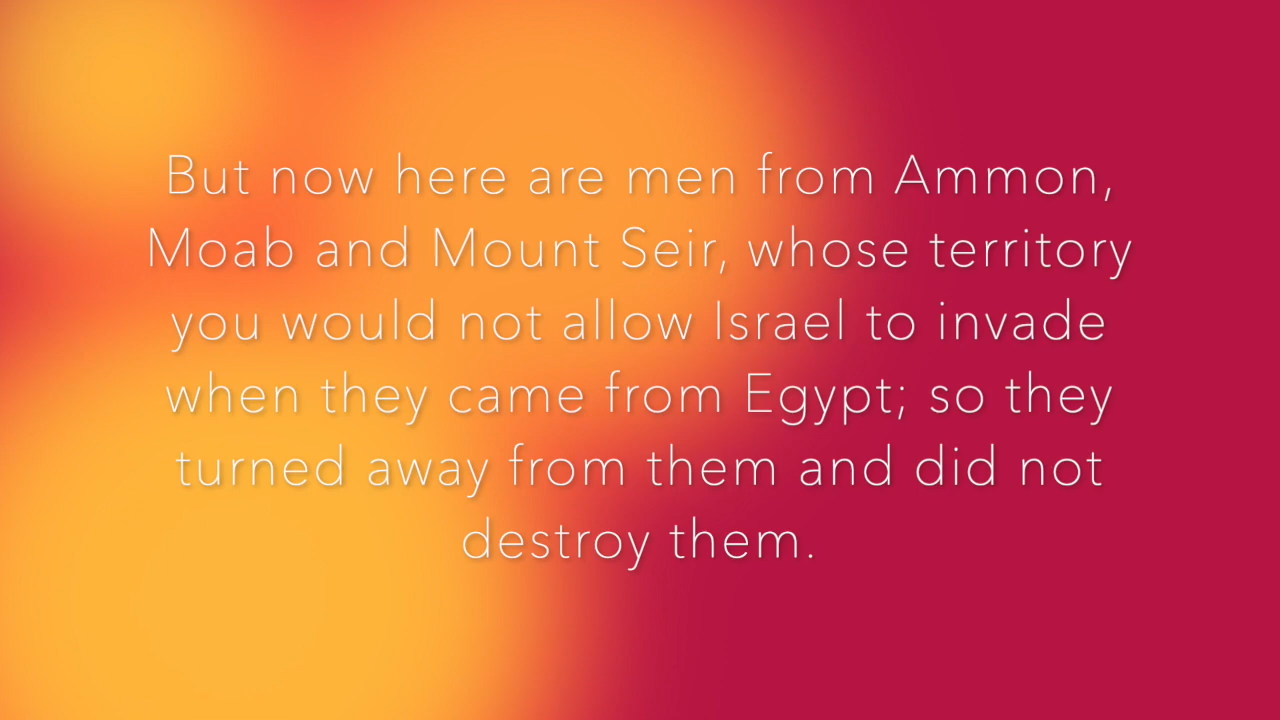 But now here are men from Ammon,
Moab and Mount Seir, whose territory
you would not allow Israel to invade
when they came from Egypt; so they
turned away from them and did not
destroy them.